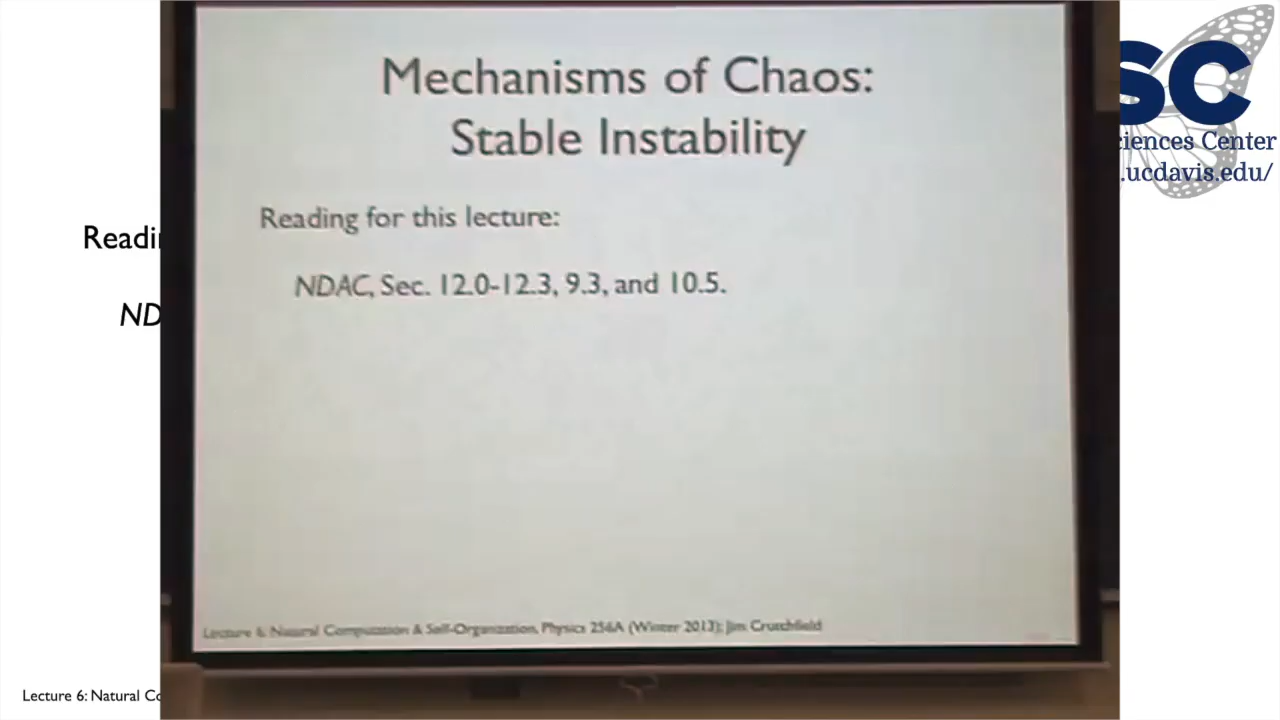 Mechanisms of Chaos:
Stable Instability
SC
iences Center
.ucdavis.edu/
Reading for this lecture:
Readi
NDAC, Sec. 12.0-12.3, 9.3, and 10.5.
ND
Lecture 6: Natural Computation & Self-Organization, Physics 256A (Winter 2013); Jim Crutchfield
Lecture 6: Natural Co